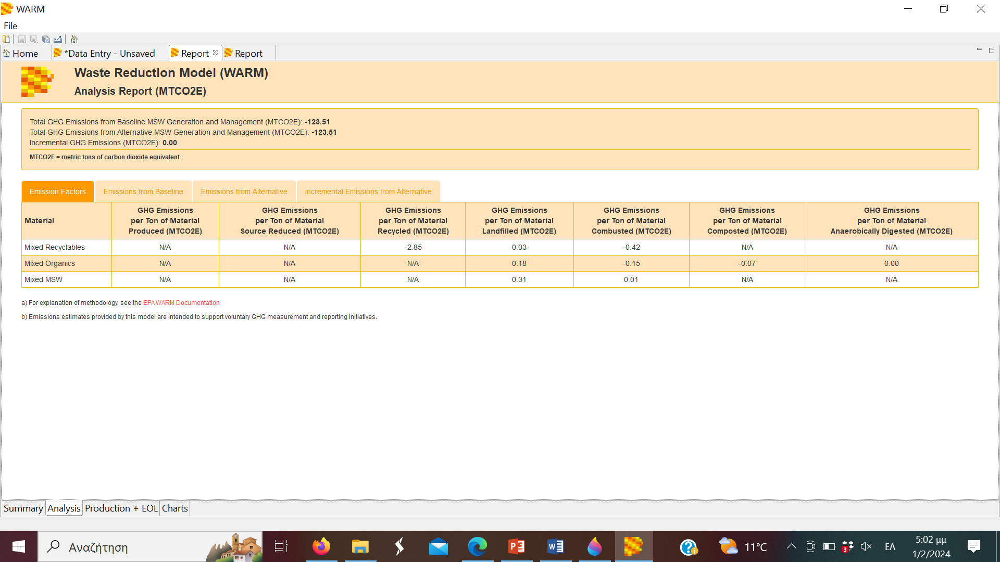 WARM
File
Home
*Data Entry - Unsaved
Report
Report
Waste Reduction Model (WARM)
Analysis Report (MTCO2E)
Total GHG Emissions from Baseline MSW Generation and Management (MTCO2E): -123.51
Total GHG Emissions from Alternative MSW Generation and Management (MTCO2E): -123.51
Incremental GHG Emissions (MTCO2E): 0.00
MTCO2E = metric tons of carbon dioxide equivalent
Emission Factors
Emissions from Baseline
Emissions from Alternative
Incremental Emissions from Alternative
Material
GHG Emissions
per Ton of Material
Produced (MTCO2E)
GHG Emissions
per Ton of Material
Source Reduced (MTCO2E)
GHG Emissions
per Ton of Material
Recycled (MTCO2E)
GHG Emissions
per Ton of Material
Landfilled (MTCO2E)
GHG Emissions
per Ton of Material
Combusted (MTCO2E)
GHG Emissions
per Ton of Material
Composted (MTCO2E)
GHG Emissions
per Ton of Material
Anaerobically Digested (MTCO2E)
Mixed Recyclables N/A N/A -2.85 0.03 -0.42 N/A N/A
Mixed Organics N/A N/A N/A 0.18 -0.15 -0.07 0.00
Mixed MSW N/A N/A N/A 0.31 0.01 N/A N/A
a) For explanation of methodology, see the EPA WARM Documentation
b) Emissions estimates provided by this model are intended to support voluntary GHG measurement and reporting initiatives.
Summary
Analysis
Production + EOL
Charts
Αναζήτηση
11°C
3
ΕΛ
5:02 μμ
1/2/2024